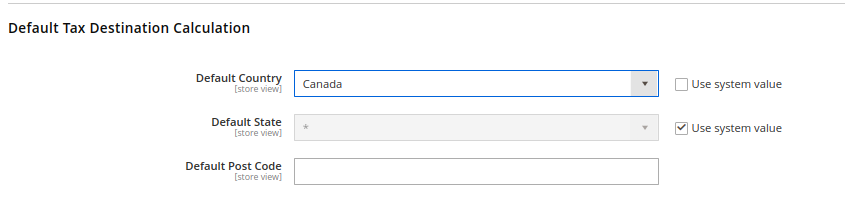 Default Tax Destination Calculation
Default Country
[store view]
Canada
Use system value
Default State
[store view]
*
Use system value
Default Post Code
[store view]